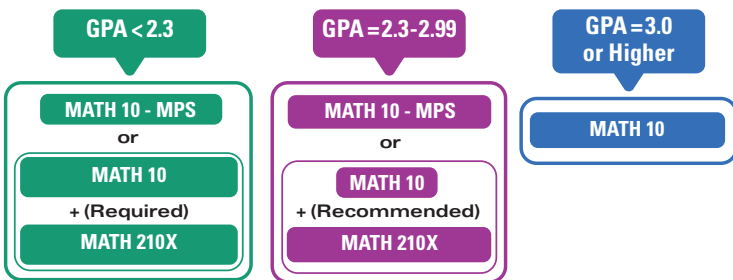 GPA < 2.3
MATH 10 - MPS
or
MATH 10
+ (Required)
MATH 210X
GPA = 2.3-2.99
MATH 10 - MPS
or
MATH 10
+ (Recommended)
MATH 210X
GPA = 3.0
or Higher
MATH 10